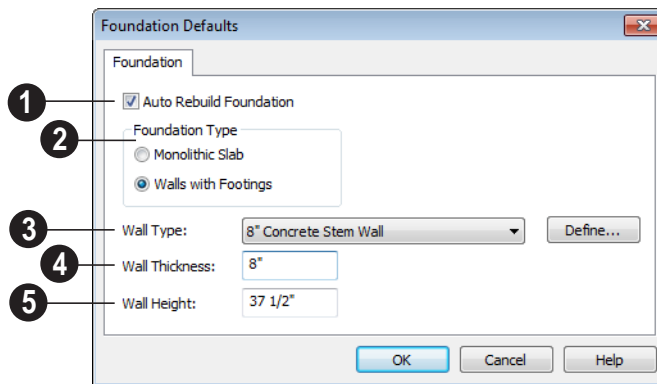 Foundation Defaults
Foundation
1 Auto Rebuild Foundation
2 Foundation Type
Monolithic Slab
Walls with Footings
3 Wall Type: 8" Concrete Stem Wall Define...
4 Wall Thickness: 8"
5 Wall Height: 37 1/2"
OK Cancel Help